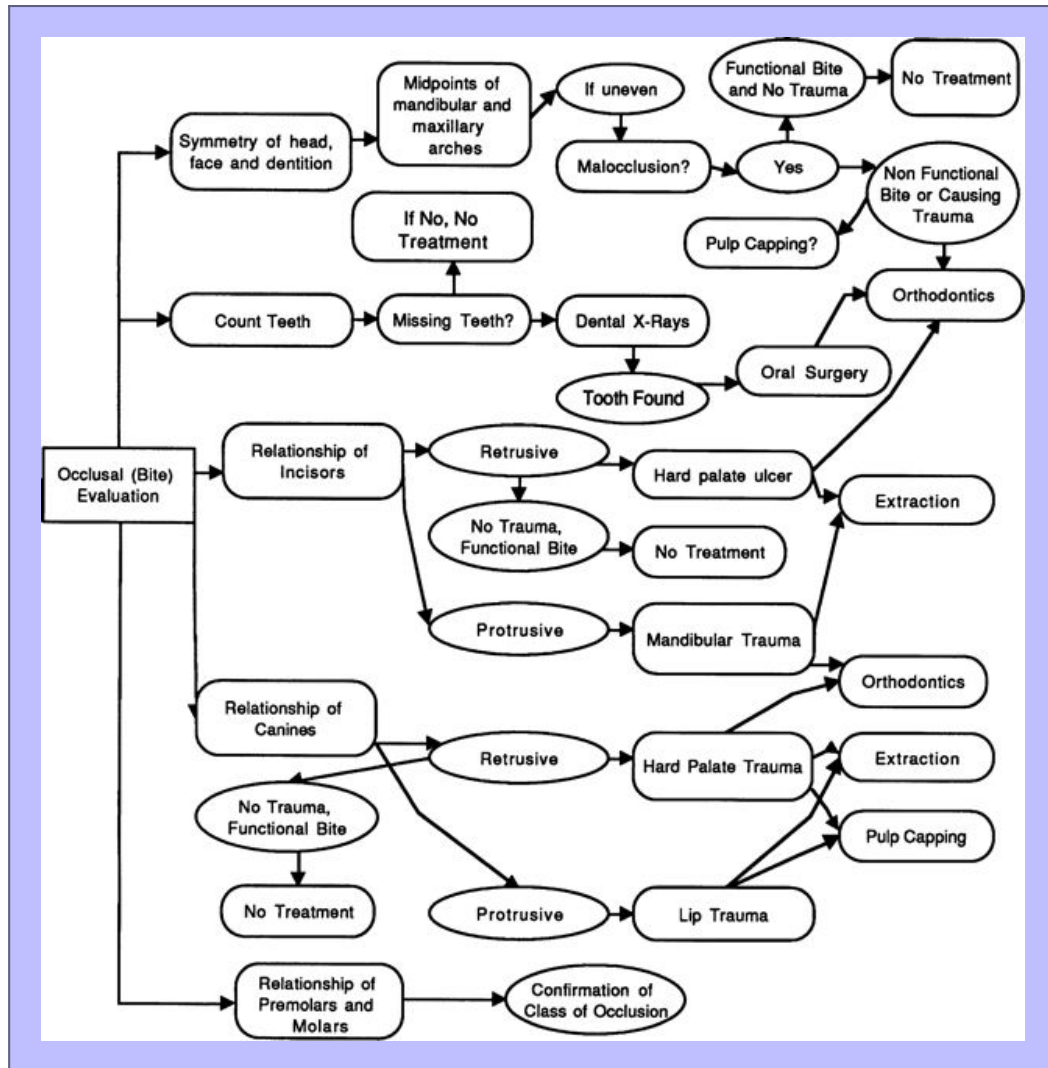 Symmetry of head,
face and dentition
Midpoints of
mandibular and
maxillary
arches
If uneven
Malocclusion?
Functional Bite
and No Trauma
No Treatment
Yes
Non Functional
Bite or Causing
Trauma
Pulp Capping?
If No, No
Treatment
Orthodontics
Count Teeth
Missing Teeth?
Dental X-Rays
Tooth Found
Oral Surgery
Occlusal (Bite)
Evaluation
Relationship of
Incisors
Retrusive
Hard palate ulcer
Extraction
No Trauma,
Functional Bite
No Treatment
Protrusive
Mandibular Trauma
Orthodontics
Relationship of
Canines
Retrusive
Hard Palate Trauma
Extraction
Pulp Capping
No Trauma,
Functional Bite
No Treatment
Protrusive
Lip Trauma
Relationship of
Premolars and
Molars
Confirmation of
Class of Occlusion